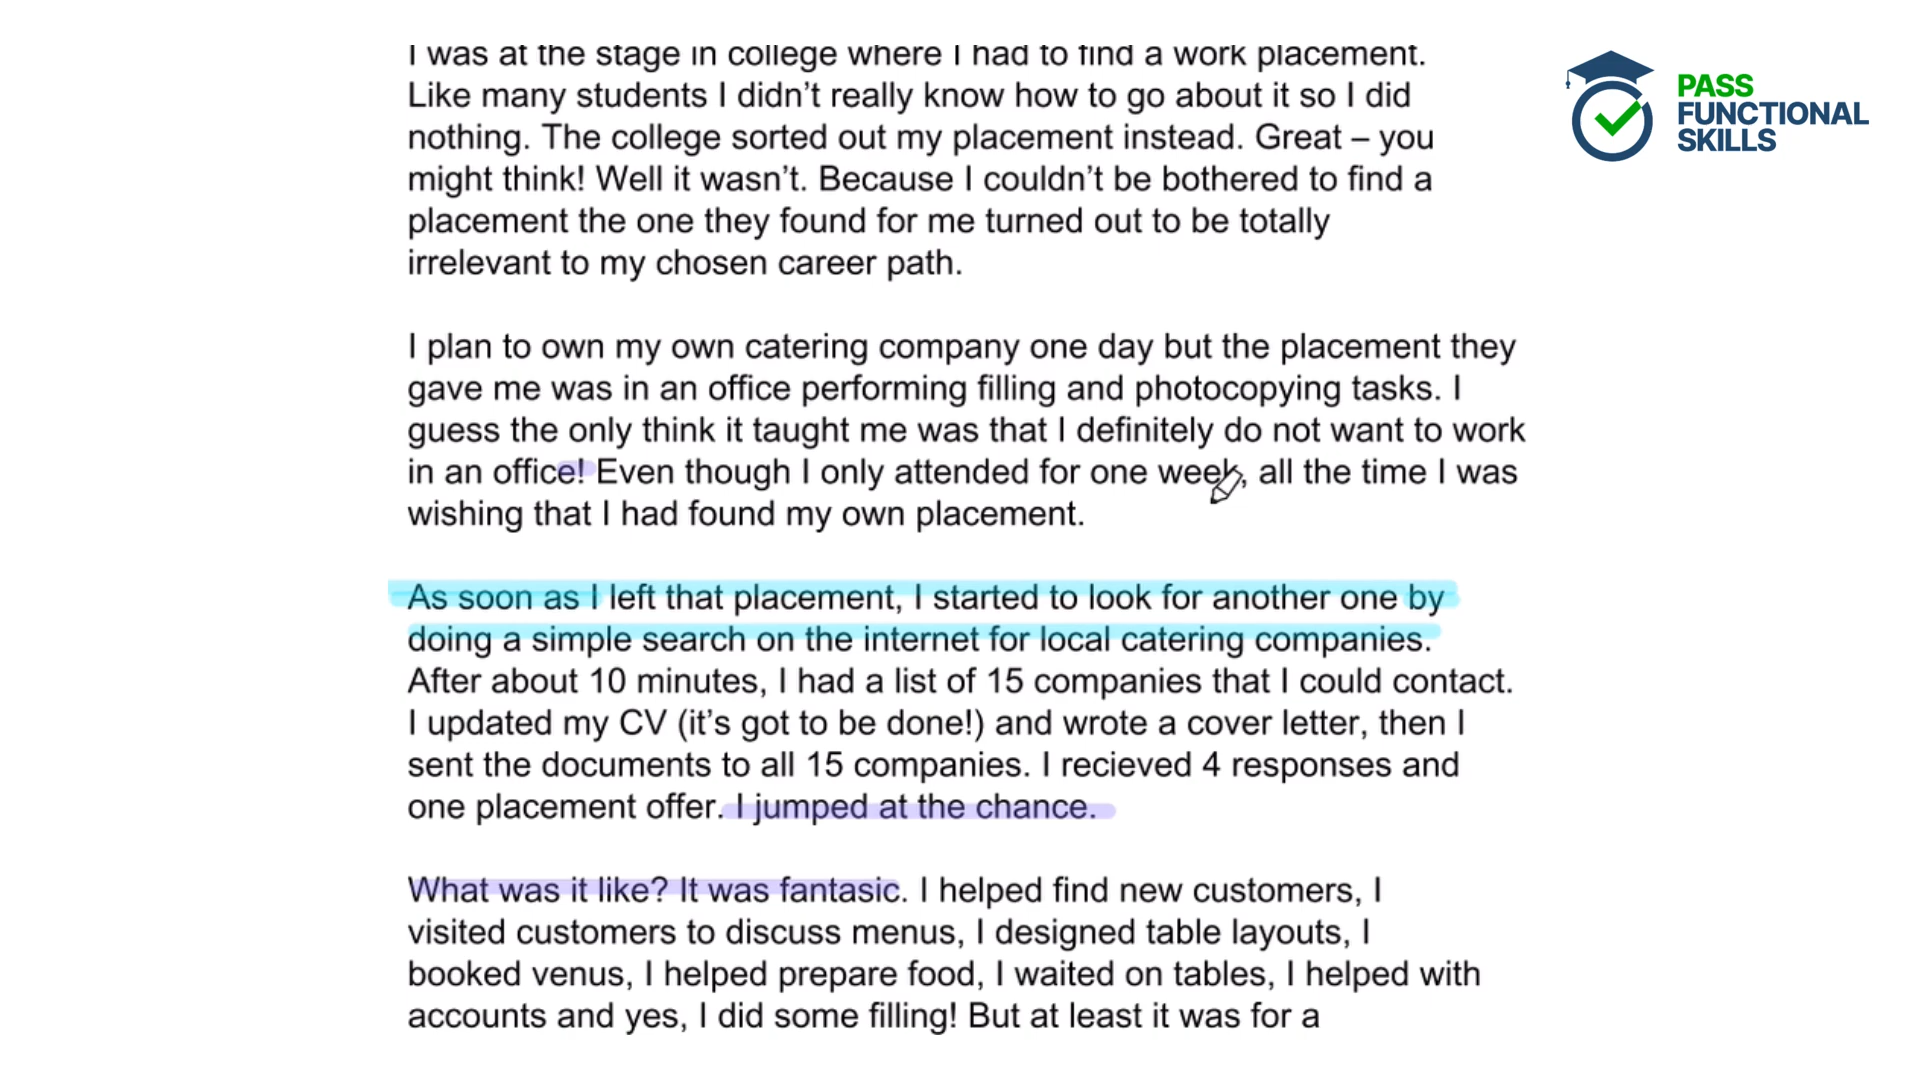 I was at the stage in college where I had to find a work placement.
Like many students I didn't really know how to go about it so I did
nothing. The college sorted out my placement instead. Great – you
might think! Well it wasn't. Because I couldn't be bothered to find a
placement the one they found for me turned out to be totally
irrelevant to my chosen career path.
I plan to own my own catering company one day but the placement they
gave me was in an office performing filling and photocopying tasks. I
guess the only think it taught me was that I definitely do not want to work
in an office! Even though I only attended for one week, all the time I was
wishing that I had found my own placement.
As soon as I left that placement, I started to look for another one by
doing a simple search on the internet for local catering companies.
After about 10 minutes, I had a list of 15 companies that I could contact.
I updated my CV (it's got to be done!) and wrote a cover letter, then I
sent the documents to all 15 companies. I recieved 4 responses and
one placement offer. I jumped at the chance.
What was it like? It was fantasic. I helped find new customers, I
visited customers to discuss menus, I designed table layouts, I
booked venus, I helped prepare food, I waited on tables, I helped with
accounts and yes, I did some filling! But at least it was for a
PASS
FUNCTIONAL
SKILLS